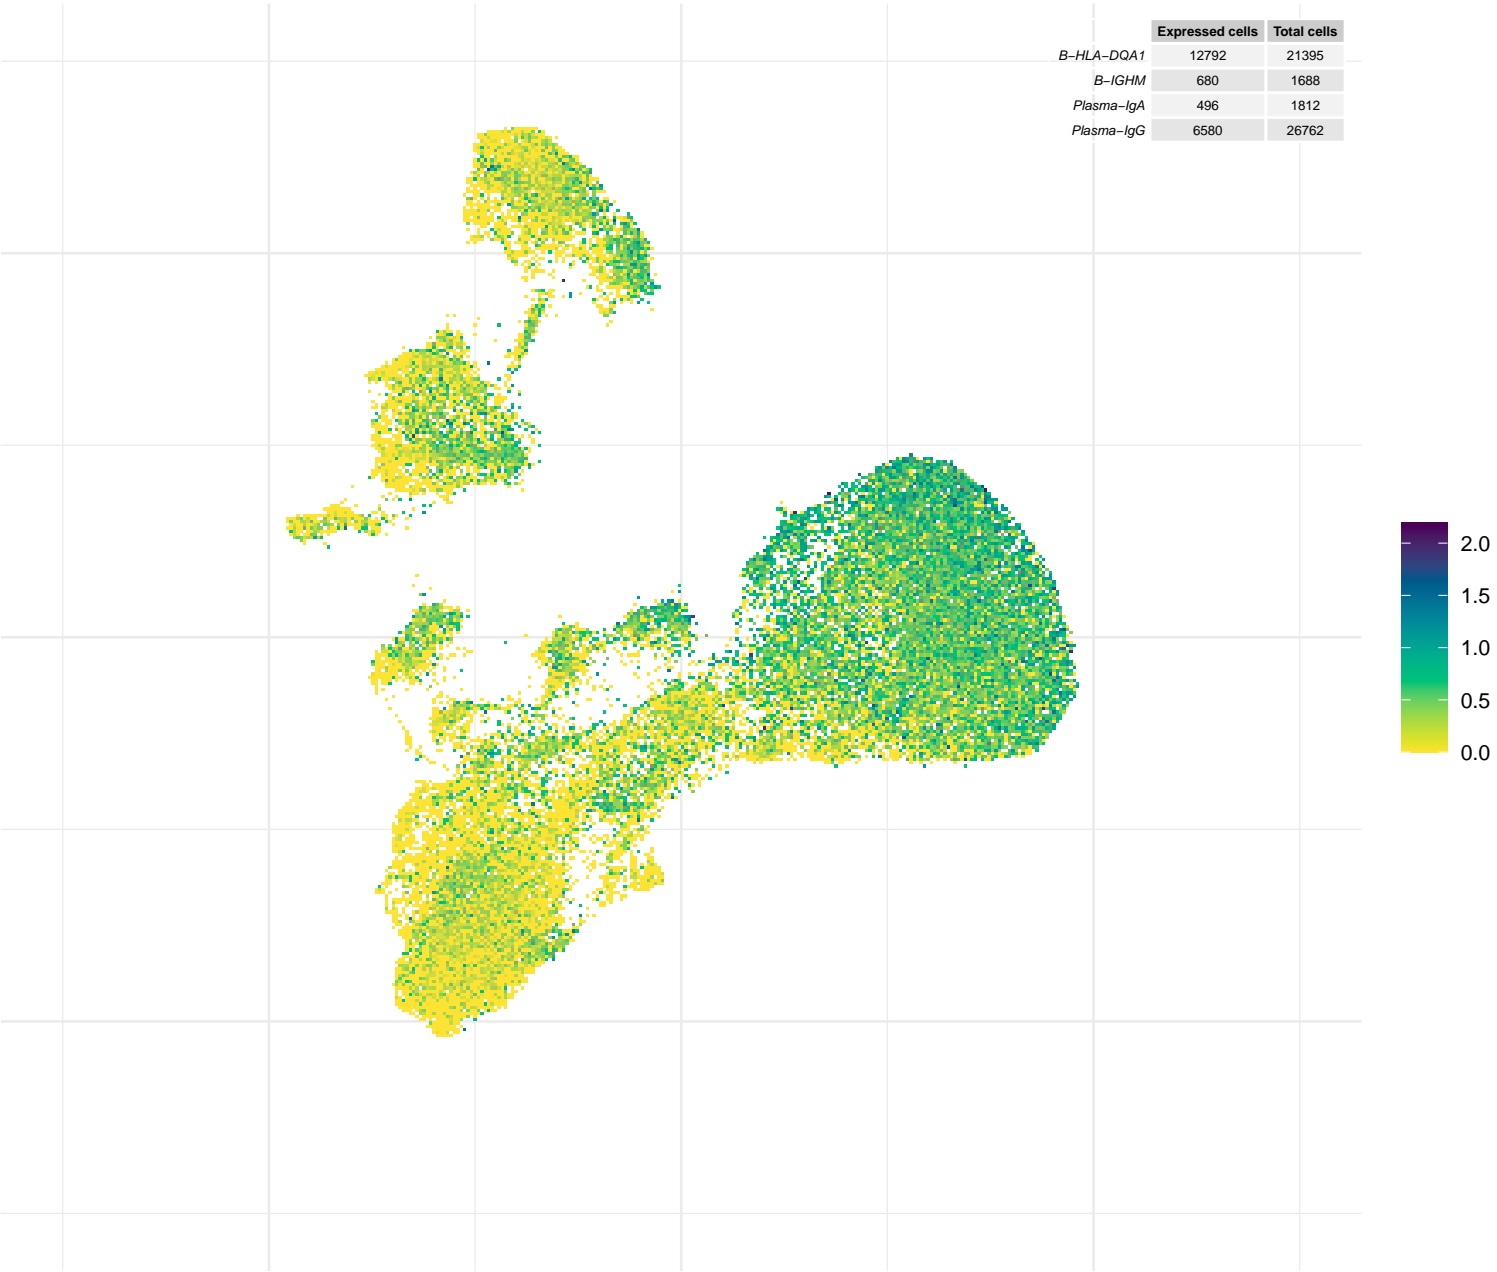 Expressed cells Total cells
B−HLA−DQA1 12792 21395
B−IGHM 680 1688
Plasma−IgA 496 1812
Plasma−IgG 6580 26762
2.0
1.5
1.0
0.5
0.0